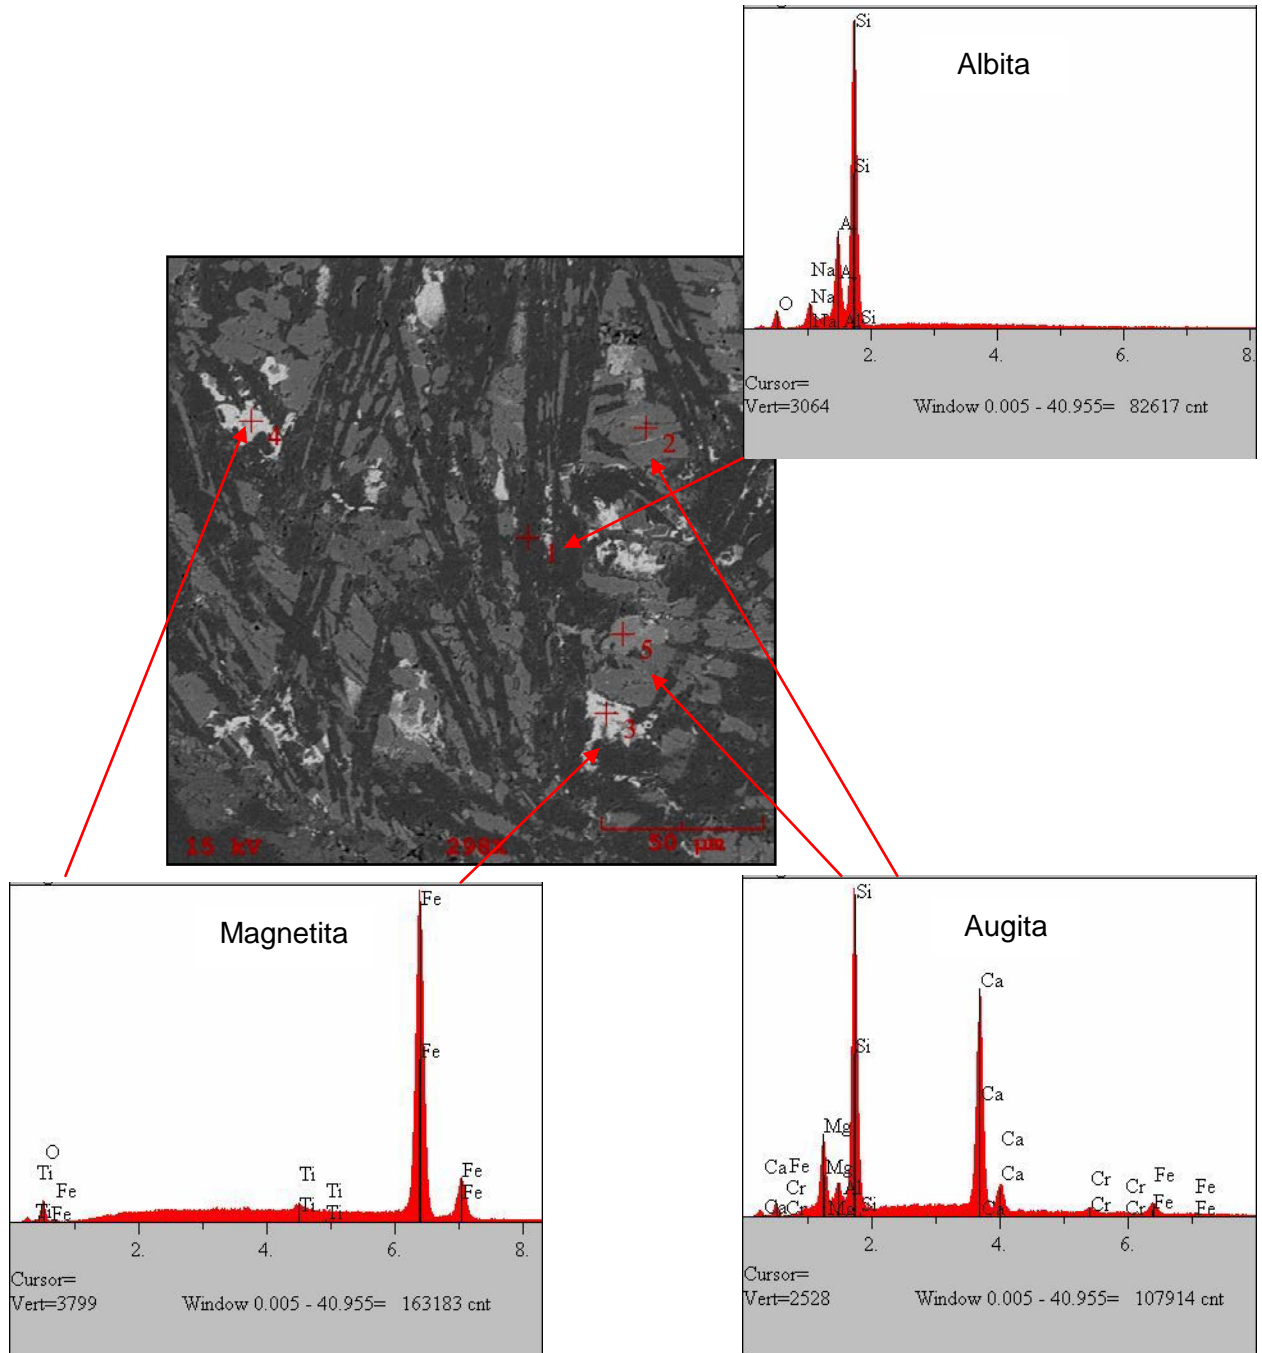 Si
Albita
Si
A
Na A
Na
O
Na Al Si
2. 4. 6. 8.
Cursor=
Vert=3064 Window 0.005 - 40.955= 82617 cnt
4
2
1
5
3
15 kV 298X 50 µm
Fe
Magnetita
Fe
O
Ti
Fe
Ti Fe
Ti
Ti
Ti
Ti
Fe
Fe
2. 4. 6. 8.
Cursor=
Vert=3799 Window 0.005 - 40.955= 163183 cnt
Si
Augita
Ca
Si
Ca
Mg
Ca
Ca Fe Mg
Ca
Cr A
Cr Cr Fe Fe
Ca Cr Mg Si
Ca
Cr Cr Fe Fe
2. 4. 6.
Cursor=
Vert=2528 Window 0.005 - 40.955= 107914 cnt